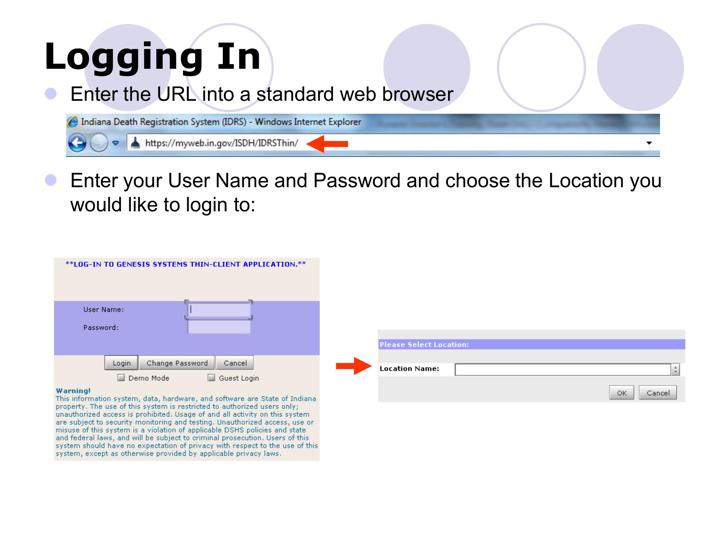 Logging In
Enter the URL into a standard web browser
Indiana Death Registration System (IDRS) - Windows Internet Explorer
https://myweb.in.gov/ISDH/IDRSThin/
Enter your User Name and Password and choose the Location you
would like to login to:
**LOG-IN TO GENESIS SYSTEMS THIN-CLIENT APPLICATION.**
User Name:
Password:
Login Change Password Cancel
Demo Mode Guest Login
Warning!
This information system, data, hardware, and software are State of Indiana
property. The use of this system is restricted to authorized users only;
unauthorized access is prohibited. Usage of and all activity on this system
are subject to security monitoring and testing. Unauthorized access, use or
misuse of this system is a violation of applicable DSHS policies and state
and federal laws, and will be subject to criminal prosecution. Users of this
system should have no expectation of privacy with respect to the use of this
system, except as otherwise provided by applicable privacy laws.
Please Select Location:
Location Name:
OK Cancel